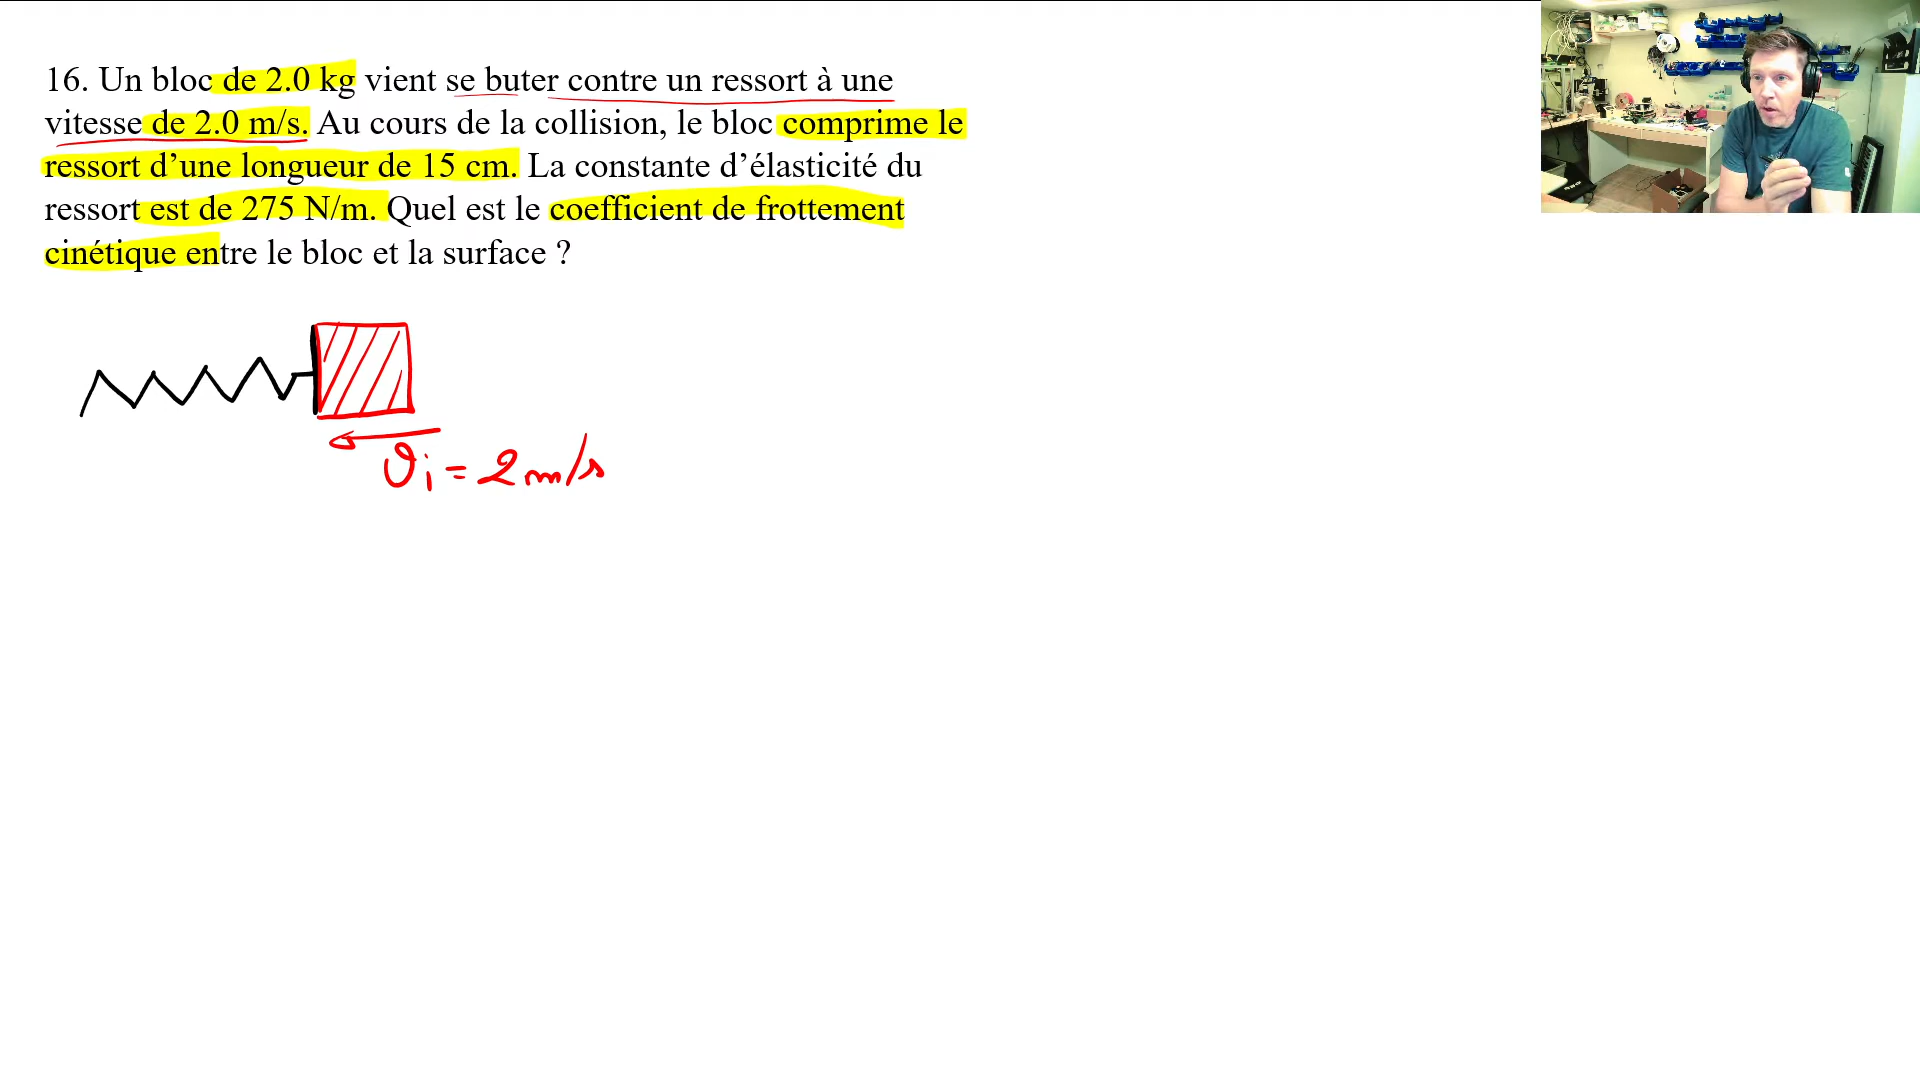 16. Un bloc de 2.0 kg vient se buter contre un ressort à une
vitesse de 2.0 m/s. Au cours de la collision, le bloc comprime le
ressort d’une longueur de 15 cm. La constante d’élasticité du
ressort est de 275 N/m. Quel est le coefficient de frottement
cinétique entre le bloc et la surface ?
υi = 2 m/s